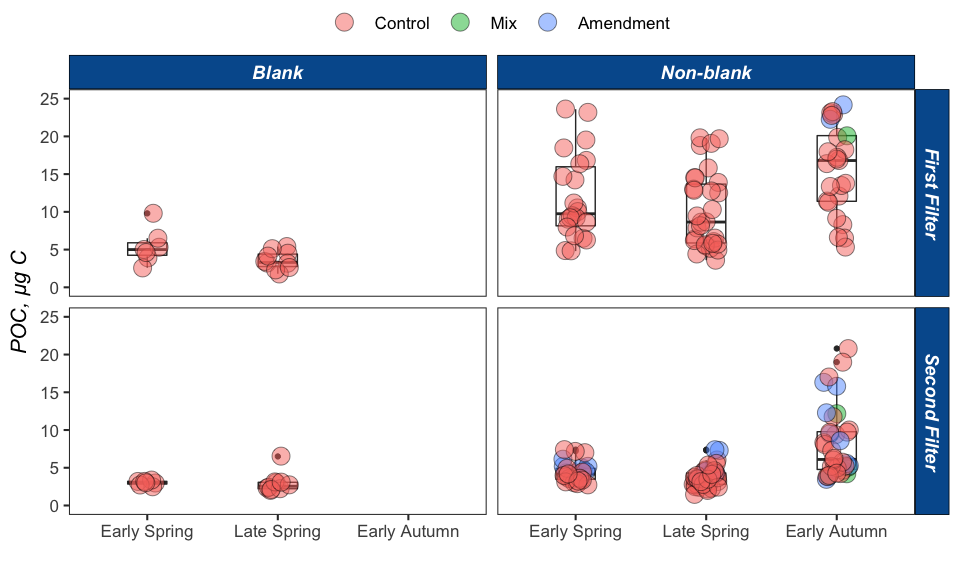 Control Mix Amendment
Blank Non-blank
POC, µg C
25
20
15
10
5
0
First Filter
25
20
15
10
5
0
Second Filter
Early Spring Late Spring Early Autumn Early Spring Late Spring Early Autumn